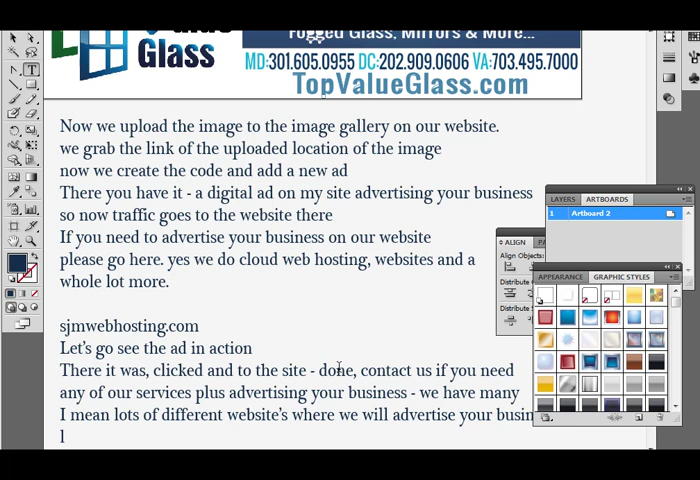 Glass
Fogged Glass, Mirrors & More...
MD:301.605.0955 DC:202.909.0606 VA:703.495.7000
TopValueGlass.com
Now we upload the image to the image gallery on our website.
we grab the link of the uploaded location of the image
now we create the code and add a new ad
There you have it - a digital ad on my site advertising your business
so now traffic goes to the website there
If you need to advertise your business on our website
please go here. yes we do cloud web hosting, websites and a
whole lot more.
sjmwebhosting.com
Let's go see the ad in action
There it was, clicked and to the site - done, contact us if you need
any of our services plus advertising your business - we have many
I mean lots of different website's where we will advertise your busin
l
LAYERS ARTBOARDS
1 Artboard 2
ALIGN
Align Objects:
Distribute
Distribute
APPEARANCE GRAPHIC STYLES